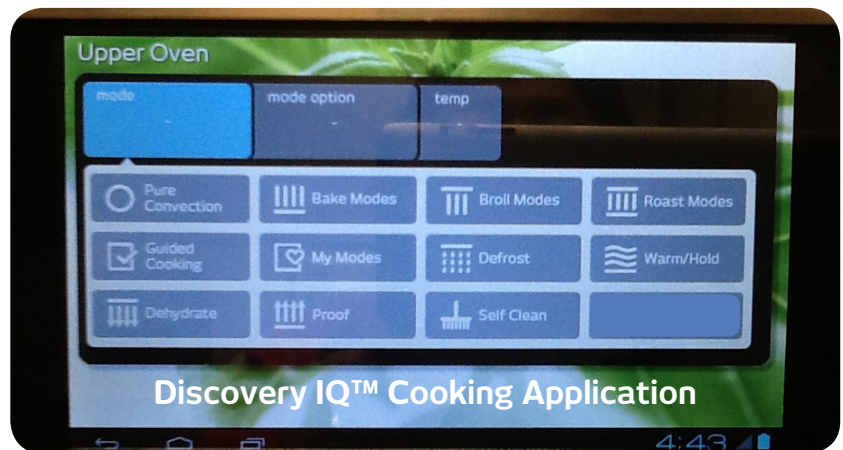 Upper Oven
mode
mode option
temp
-
-
-
Pure
Convection
Bake Modes
Broil Modes
Roast Modes
Guided
Cooking
My Modes
Defrost
Warm/Hold
Dehydrate
Proof
Self Clean
Discovery IQ™ Cooking Application
4:43